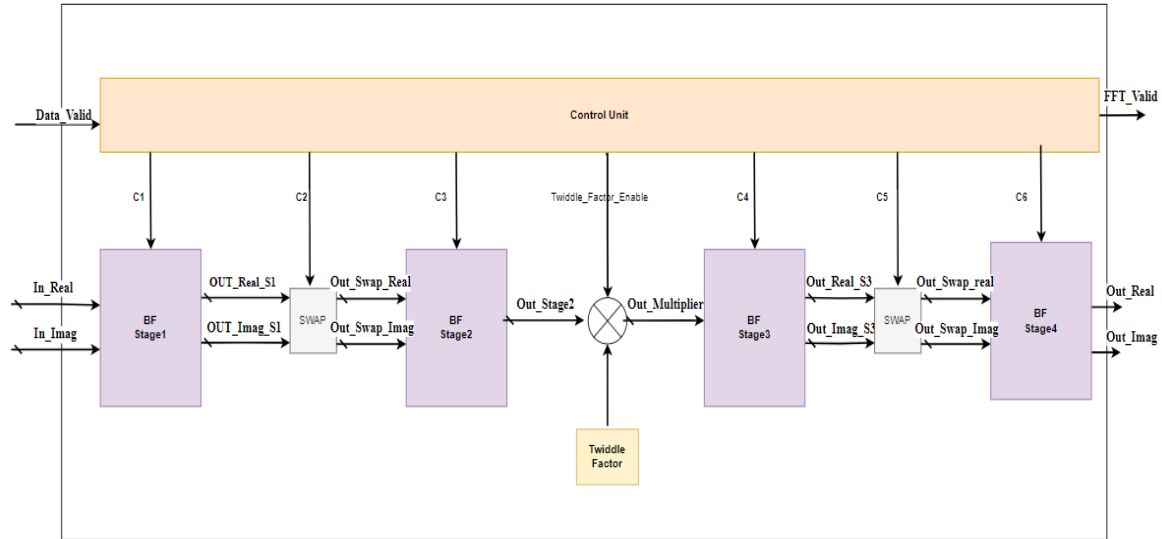 Data_Valid
Control Unit
FFT_Valid
C1
C2
C3
Twiddle_Factor_Enable
C4
C5
C6
In_Real
In_Imag
BF
Stage1
OUT_Real_S1
OUT_Imag_S1
SWAP
Out_Swap_Real
Out_Swap_Imag
BF
Stage2
Out_Stage2
Out_Multiplier
BF
Stage3
Out_Real_S3
Out_Imag_S3
SWAP
Out_Swap_real
Out_Swap_Imag
BF
Stage4
Out_Real
Out_Imag
Twiddle
Factor